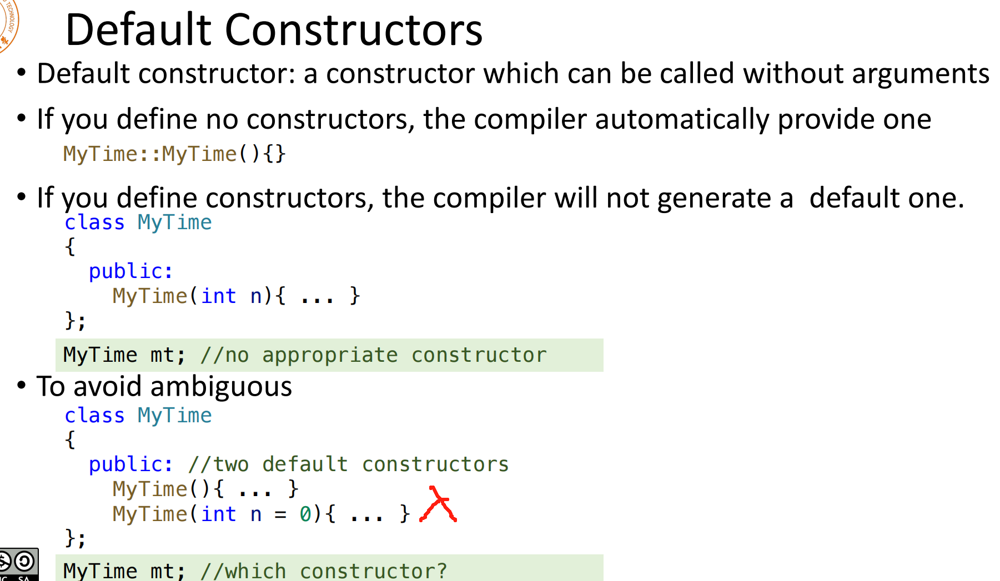 TECHNOLOGY
Default Constructors
• Default constructor: a constructor which can be called without arguments
• If you define no constructors, the compiler automatically provide one
MyTime::MyTime(){}
• If you define constructors, the compiler will not generate a  default one.
class MyTime
{
  public:
    MyTime(int n){ ... }
};
MyTime mt; //no appropriate constructor
• To avoid ambiguous
class MyTime
{
  public: //two default constructors
    MyTime(){ ... }
    MyTime(int n = 0){ ... }
};
MyTime mt; //which constructor?
SA